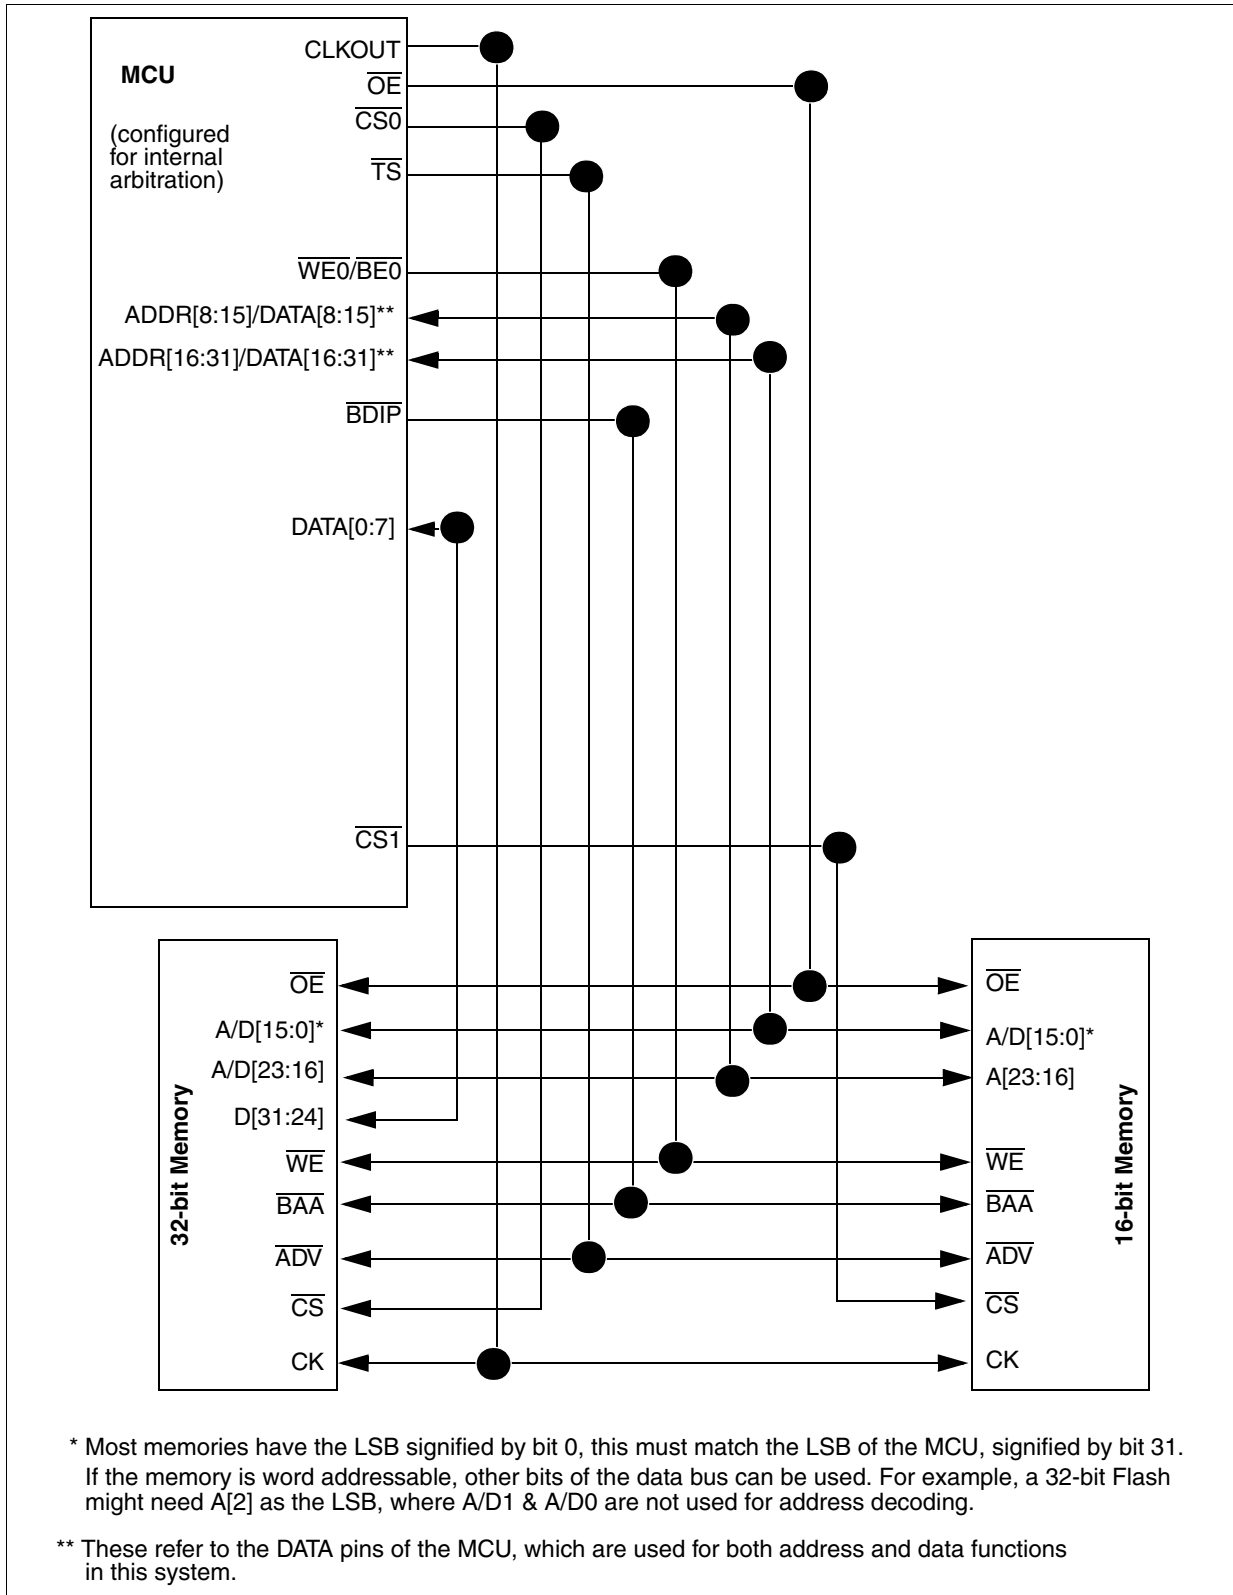 MCU
(configured
for internal
arbitration)
CLKOUT
OE
CS0
TS
WE0/BE0
ADDR[8:15]/DATA[8:15]**
ADDR[16:31]/DATA[16:31]**
BDIP
DATA[0:7]
CS1
32-bit Memory
OE
A/D[15:0]*
A/D[23:16]
D[31:24]
WE
BAA
ADV
CS
CK
OE
A/D[15:0]*
A[23:16]
WE
BAA
ADV
CS
CK
16-bit Memory
* Most memories have the LSB signified by bit 0, this must match the LSB of the MCU, signified by bit 31.
If the memory is word addressable, other bits of the data bus can be used. For example, a 32-bit Flash
might need A[2] as the LSB, where A/D1 & A/D0 are not used for address decoding.
** These refer to the DATA pins of the MCU, which are used for both address and data functions
in this system.